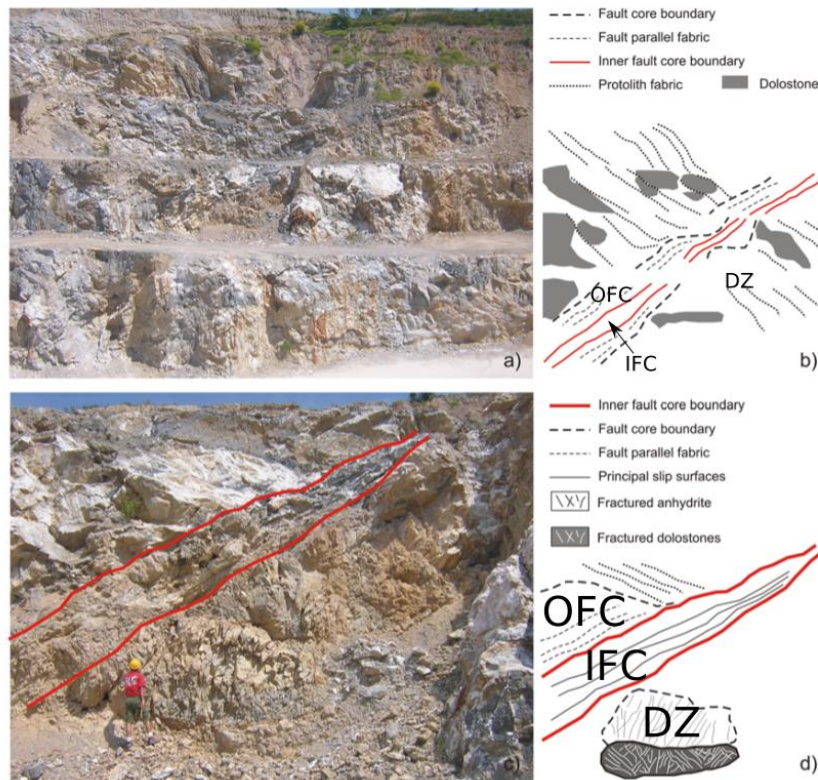 Fault core boundary
Fault parallel fabric
Inner fault core boundary
Protolith fabric
Dolostone
OFC
DZ
IFC
a)
b)
Inner fault core boundary
Fault core boundary
Fault parallel fabric
Principal slip surfaces
Fractured anhydrite
Fractured dolostones
OFC
IFC
DZ
c)
d)